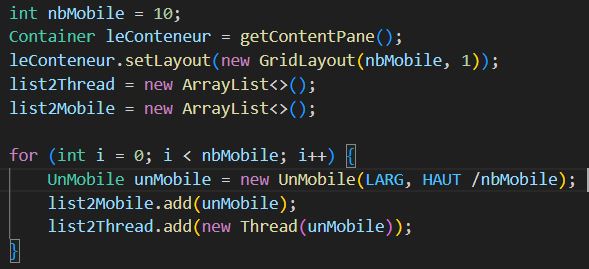 int nbMobile = 10;
Container leConteneur = getContentPane();
leConteneur.setLayout(new GridLayout(nbMobile, 1));
list2Thread = new ArrayList<>();
list2Mobile = new ArrayList<>();

for (int i = 0; i < nbMobile; i++) {
    UnMobile unMobile = new UnMobile(LARG, HAUT /nbMobile);
    list2Mobile.add(unMobile);
    list2Thread.add(new Thread(unMobile));
}